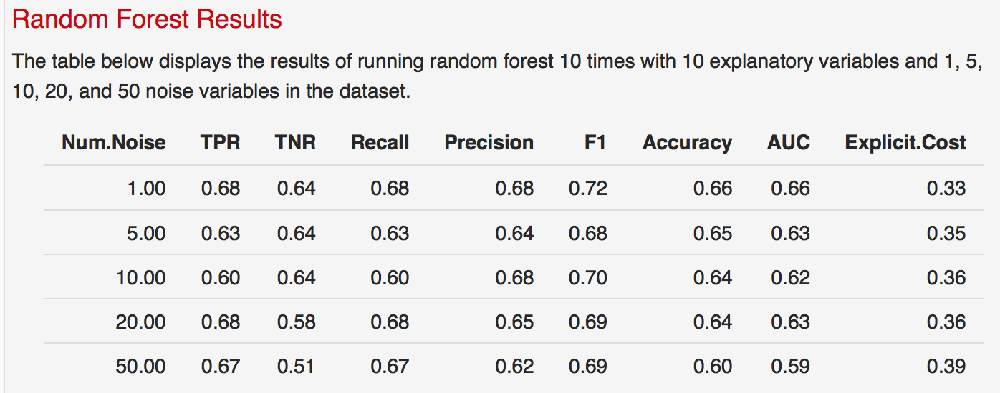 Random Forest Results
The table below displays the results of running random forest 10 times with 10 explanatory variables and 1, 5,
10, 20, and 50 noise variables in the dataset.
Num.Noise TPR TNR Recall Precision F1 Accuracy AUC Explicit.Cost
1.00 0.68 0.64 0.68 0.68 0.72 0.66 0.66 0.33
5.00 0.63 0.64 0.63 0.64 0.68 0.65 0.63 0.35
10.00 0.60 0.64 0.60 0.68 0.70 0.64 0.62 0.36
20.00 0.68 0.58 0.68 0.65 0.69 0.64 0.63 0.36
50.00 0.67 0.51 0.67 0.62 0.69 0.60 0.59 0.39